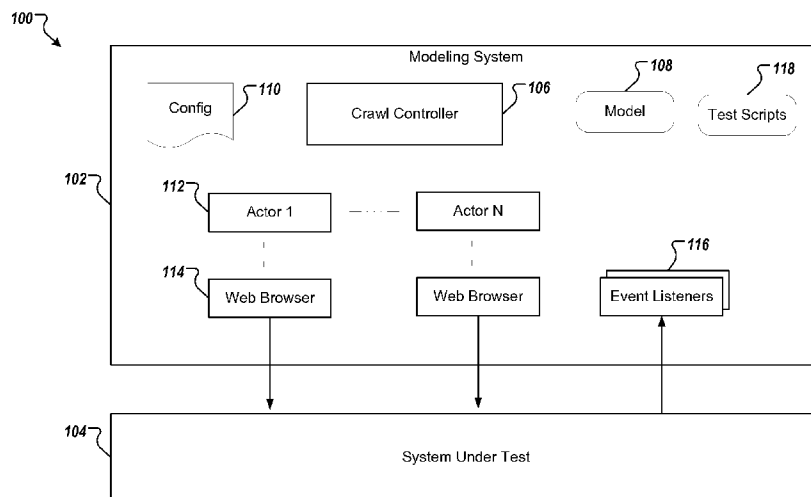 100
Modeling System
108
118
Config
110
Crawl Controller
106
Model
Test Scripts
102
112
Actor 1
Actor N
114
Web Browser
Web Browser
116
Event Listeners
104
System Under Test